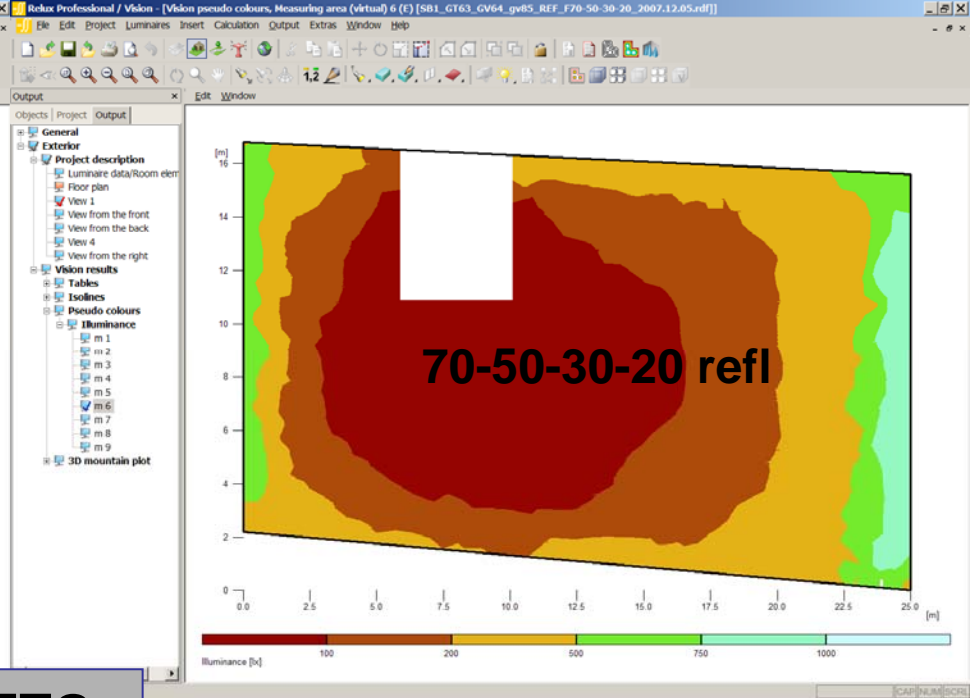 Relux Professional / Vision - [Vision pseudo colours, Measuring area (virtual) 6 (E) [SB1_GT63_GV64_gv85_REF_F70-50-30-20_2007.12.05.rdf]]
File Edit Project Luminaires Insert Calculation Output Extras Window Help
1,2
Output
Edit Window
Objects Project Output
General
Exterior
Project description
Luminaire data/Room elem
Floor plan
View 1
View from the front
View from the back
View 4
View from the right
Vision results
Tables
Isolines
Pseudo colours
Illuminance
m 1
m 2
m 3
m 4
m 5
m 6
m 7
m 8
m 9
3D mountain plot
[m]
16
14
12
10
8
6
4
2
0
70-50-30-20 refl
0.0 2.5 5.0 7.5 10.0 12.5 15.0 17.5 20.0 22.5 25.0
[m]
100 200 500 750 1000
Illuminance [lx]
CAP NUM SCRL